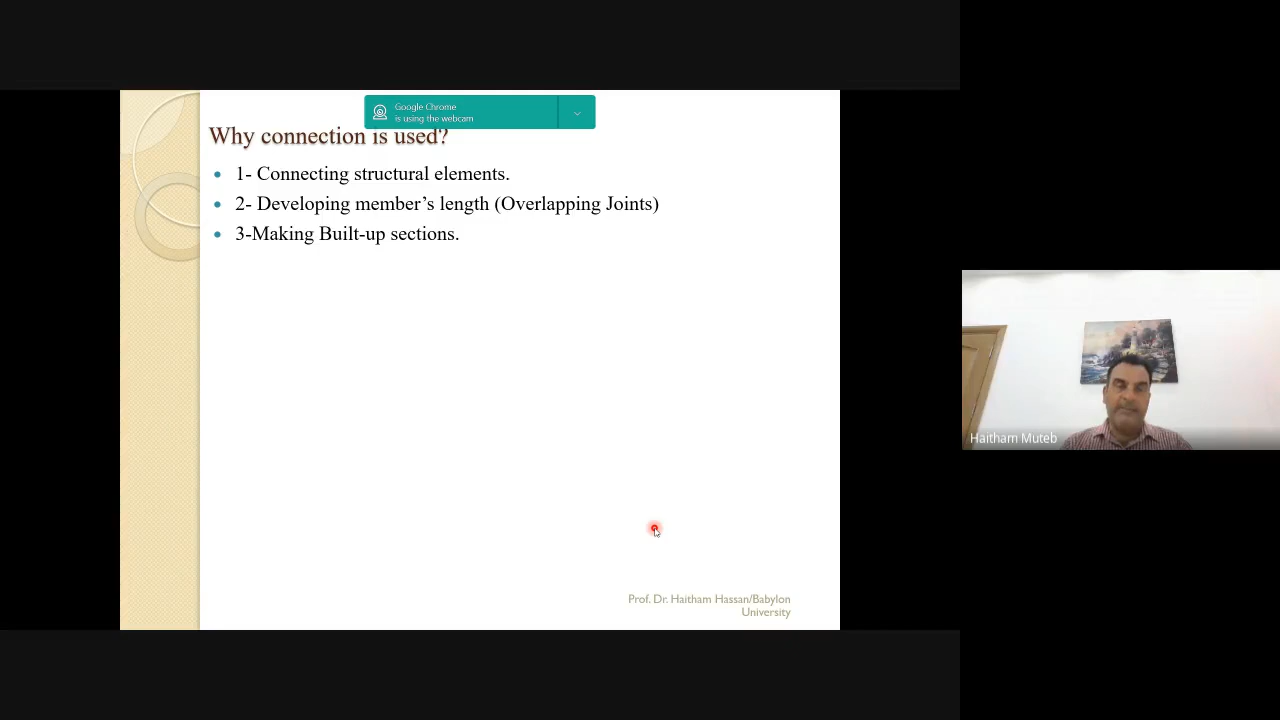 Google Chrome
is using the webcam
Why connection is used?
1- Connecting structural elements.
2- Developing member’s length (Overlapping Joints)
3-Making Built-up sections.
Haitham Muteb
Prof. Dr. Haitham Hassan/Babylon
University